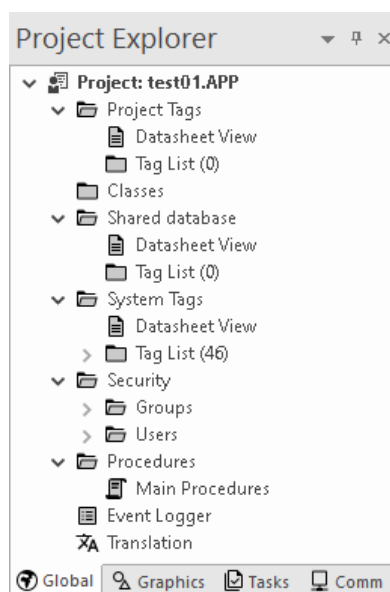 Project Explorer
Project: test01.APP
Project Tags
Datasheet View
Tag List (0)
Classes
Shared database
Datasheet View
Tag List (0)
System Tags
Datasheet View
Tag List (46)
Security
Groups
Users
Procedures
Main Procedures
Event Logger
Translation
Global Graphics Tasks Comm